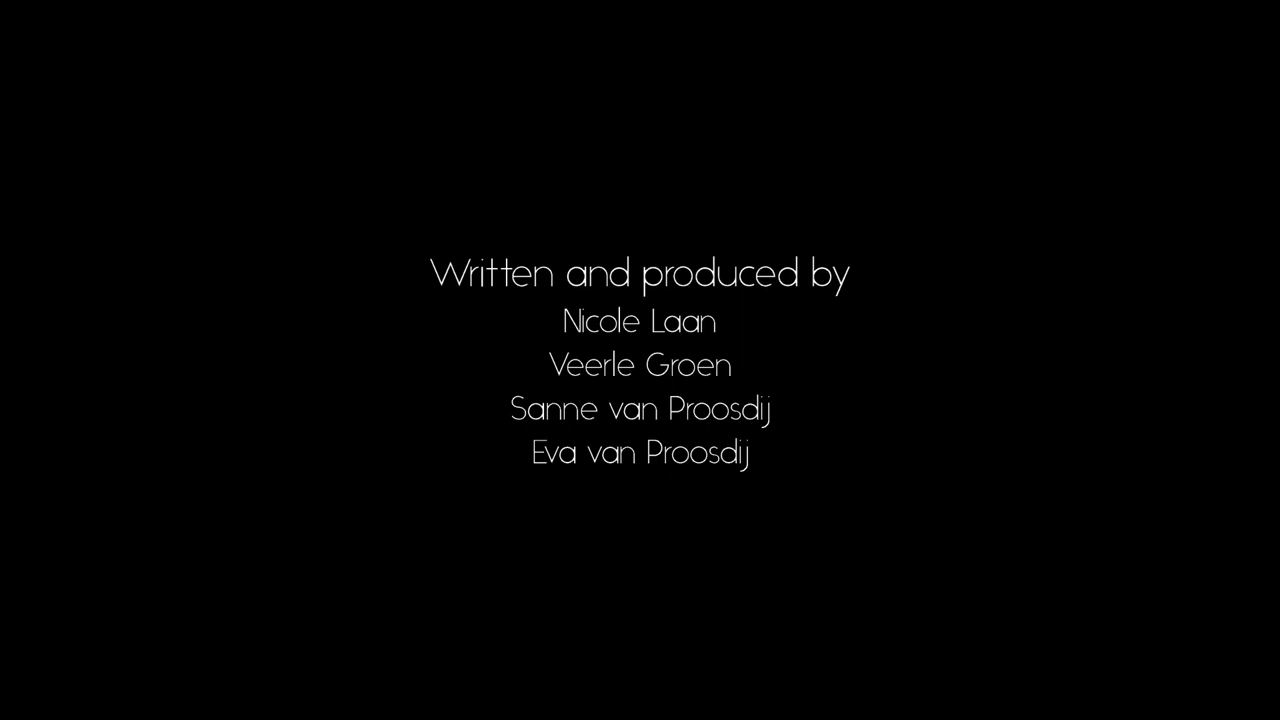 Written and produced by
Nicole Laan
Veerle Groen
Sanne van Proosdij
Eva van Proosdij